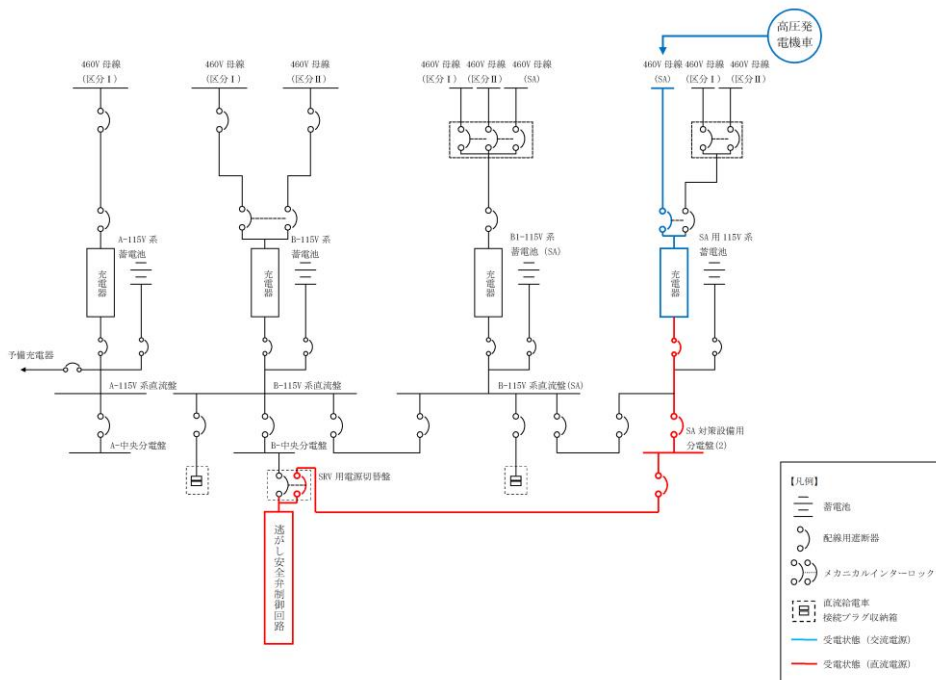 高圧発
電機車
460V 母線
(区分Ⅰ)
460V 母線
(区分Ⅰ)
460V 母線
(区分Ⅱ)
460V 母線
(区分Ⅰ)
460V 母線
(区分Ⅱ)
460V 母線
(SA)
460V 母線
(SA)
460V 母線
(区分Ⅰ)
460V 母線
(区分Ⅱ)
A-115V 系
蓄電池
B-115V 系
蓄電池
B1-115V 系
蓄電池 (SA)
SA 用 115V 系
蓄電池
充電器
充電器
充電器
充電器
予備充電器
A-115V 系直流盤
B-115V 系直流盤
B-115V 系直流盤(SA)
A-中央分電盤
B-中央分電盤
SA 対策設備用
分電盤(2)
SRV 用電源切替盤
逃がし安全弁制御回路
【凡例】
蓄電池
配線用遮断器
メカニカルインターロック
直流給電車
接続プラグ収納箱
受電状態 (交流電源)
受電状態 (直流電源)